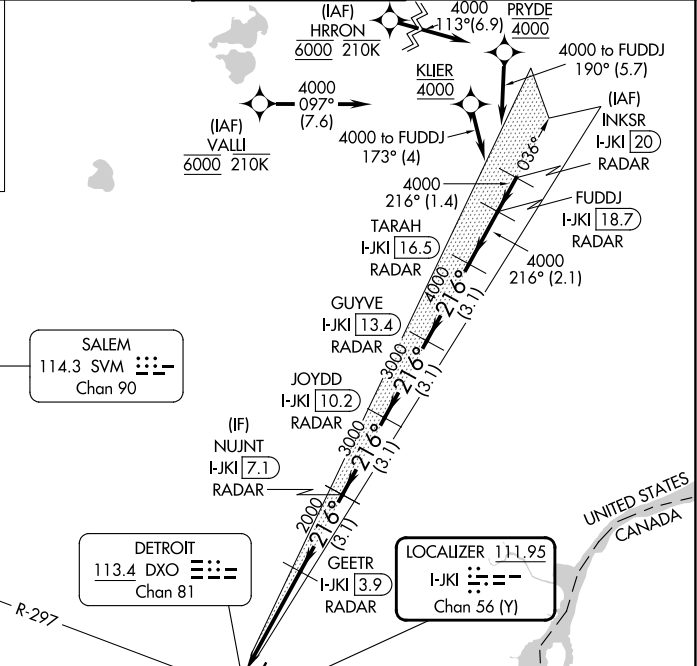 (IAF)
HRRON
6000 210K
4000
113°(6.9)
PRYDE
4000
4000 to FUDDJ
190° (5.7)
KLIER
4000
4000
097°
(7.6)
(IAF)
VALLI
6000 210K
4000 to FUDDJ
173° (4)
(IAF)
INKSR
I-JKI 20
RADAR
036°
4000
216° (1.4)
FUDDJ
I-JKI 18.7
RADAR
TARAH
I-JKI 16.5
RADAR
4000
216° (2.1)
4000
216°
(3.1)
GUYVE
I-JKI 13.4
RADAR
3000
216°
(3.1)
SALEM
114.3 SVM
Chan 90
JOYDD
I-JKI 10.2
RADAR
3000
216°
(3.1)
(IF)
NUJNT
I-JKI 7.1
RADAR
2000
216°
(3.1)
UNITED STATES
CANADA
DETROIT
113.4 DXO
Chan 81
GEETR
I-JKI 3.9
RADAR
LOCALIZER 111.95
I-JKI
Chan 56 (Y)
R-297